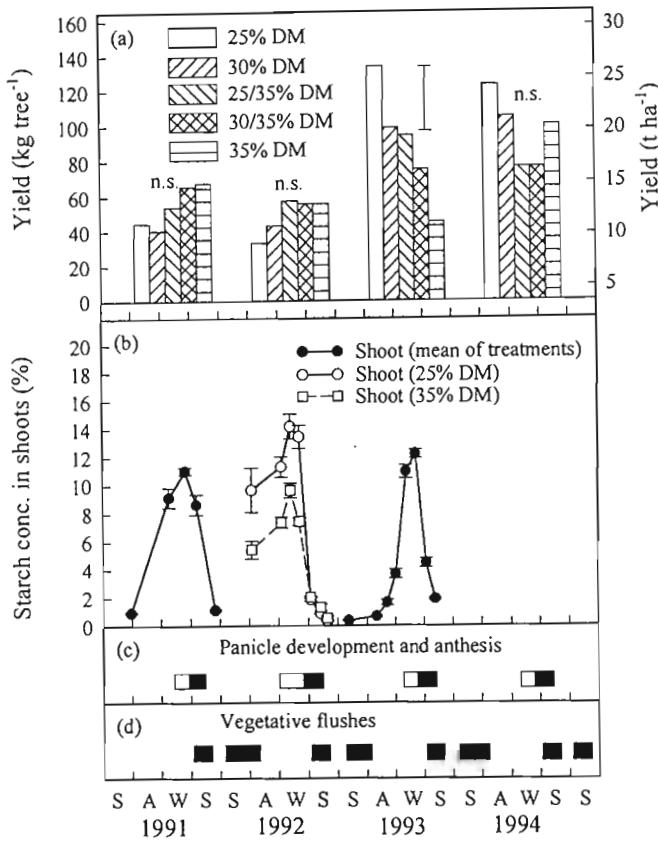 (a)
25% DM
30% DM
25/35% DM
30/35% DM
35% DM
n.s.
n.s.
n.s.
Yield (kg tree⁻¹)
160
140
120
100
80
60
40
20
0
Yield (t ha⁻¹)
30
25
20
15
10
5
(b)
Shoot (mean of treatments)
Shoot (25% DM)
Shoot (35% DM)
Starch conc. in shoots (%)
20
18
16
14
12
10
8
6
4
2
0
(c) Panicle development and anthesis
(d) Vegetative flushes
S A W S S A W S S A W S S A W S S
1991 1992 1993 1994